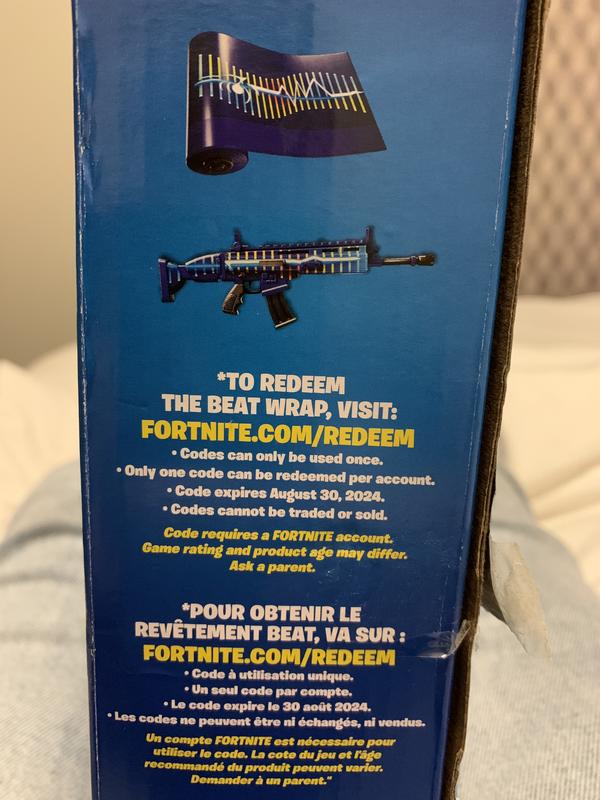 *TO REDEEM
THE BEAT WRAP, VISIT:
FORTNITE.COM/REDEEM
• Codes can only be used once.
• Only one code can be redeemed per account.
• Code expires August 30, 2024.
• Codes cannot be traded or sold.
Code requires a FORTNITE account.
Game rating and product age may differ.
Ask a parent.
*POUR OBTENIR LE
REVÊTEMENT BEAT, VA SUR :
FORTNITE.COM/REDEEM
• Code à utilisation unique.
• Un seul code par compte.
• Le code expire le 30 août 2024.
• Les codes ne peuvent être ni échangés, ni vendus.
Un compte FORTNITE est nécessaire pour
utiliser le code. La cote du jeu et l'âge
recommandé du produit peuvent varier.
Demander à un parent."